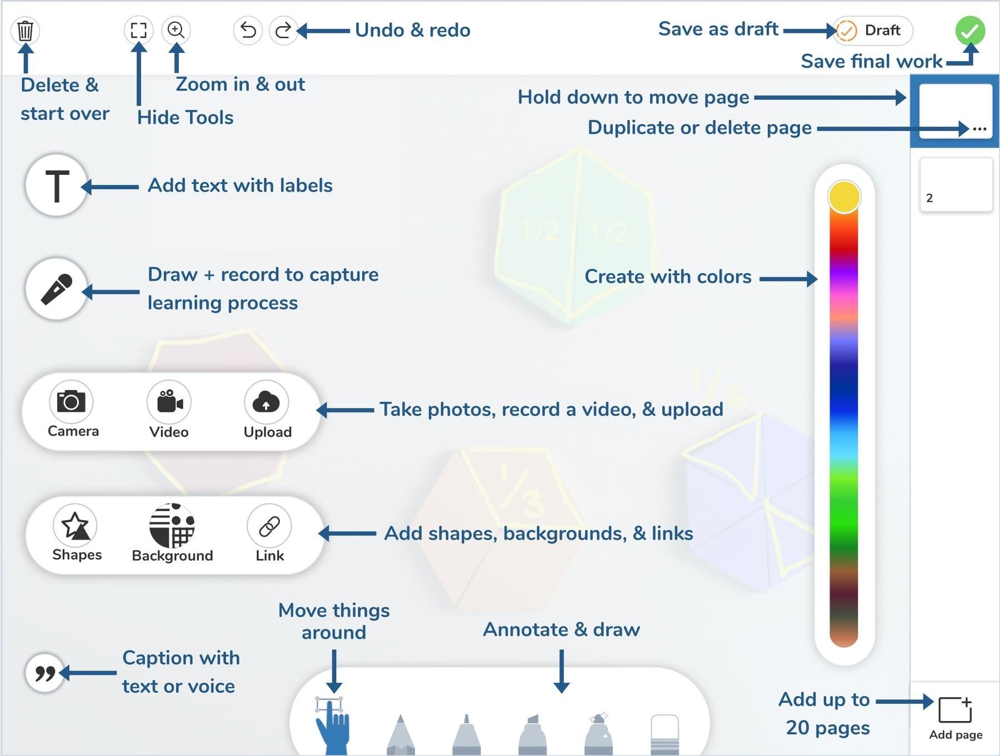 Undo & redo
Save as draft
Draft
Save final work
Delete &
start over
Zoom in & out
Hide Tools
Hold down to move page
Duplicate or delete page
...
Add text with labels
T
2
1/2
1/2
Draw + record to capture
learning process
Create with colors
1/6
Camera
Video
Upload
Take photos, record a video, & upload
1/3
Shapes
Background
Link
Add shapes, backgrounds, & links
Move things
around
Annotate & draw
Caption with
text or voice
Add up to
20 pages
Add page